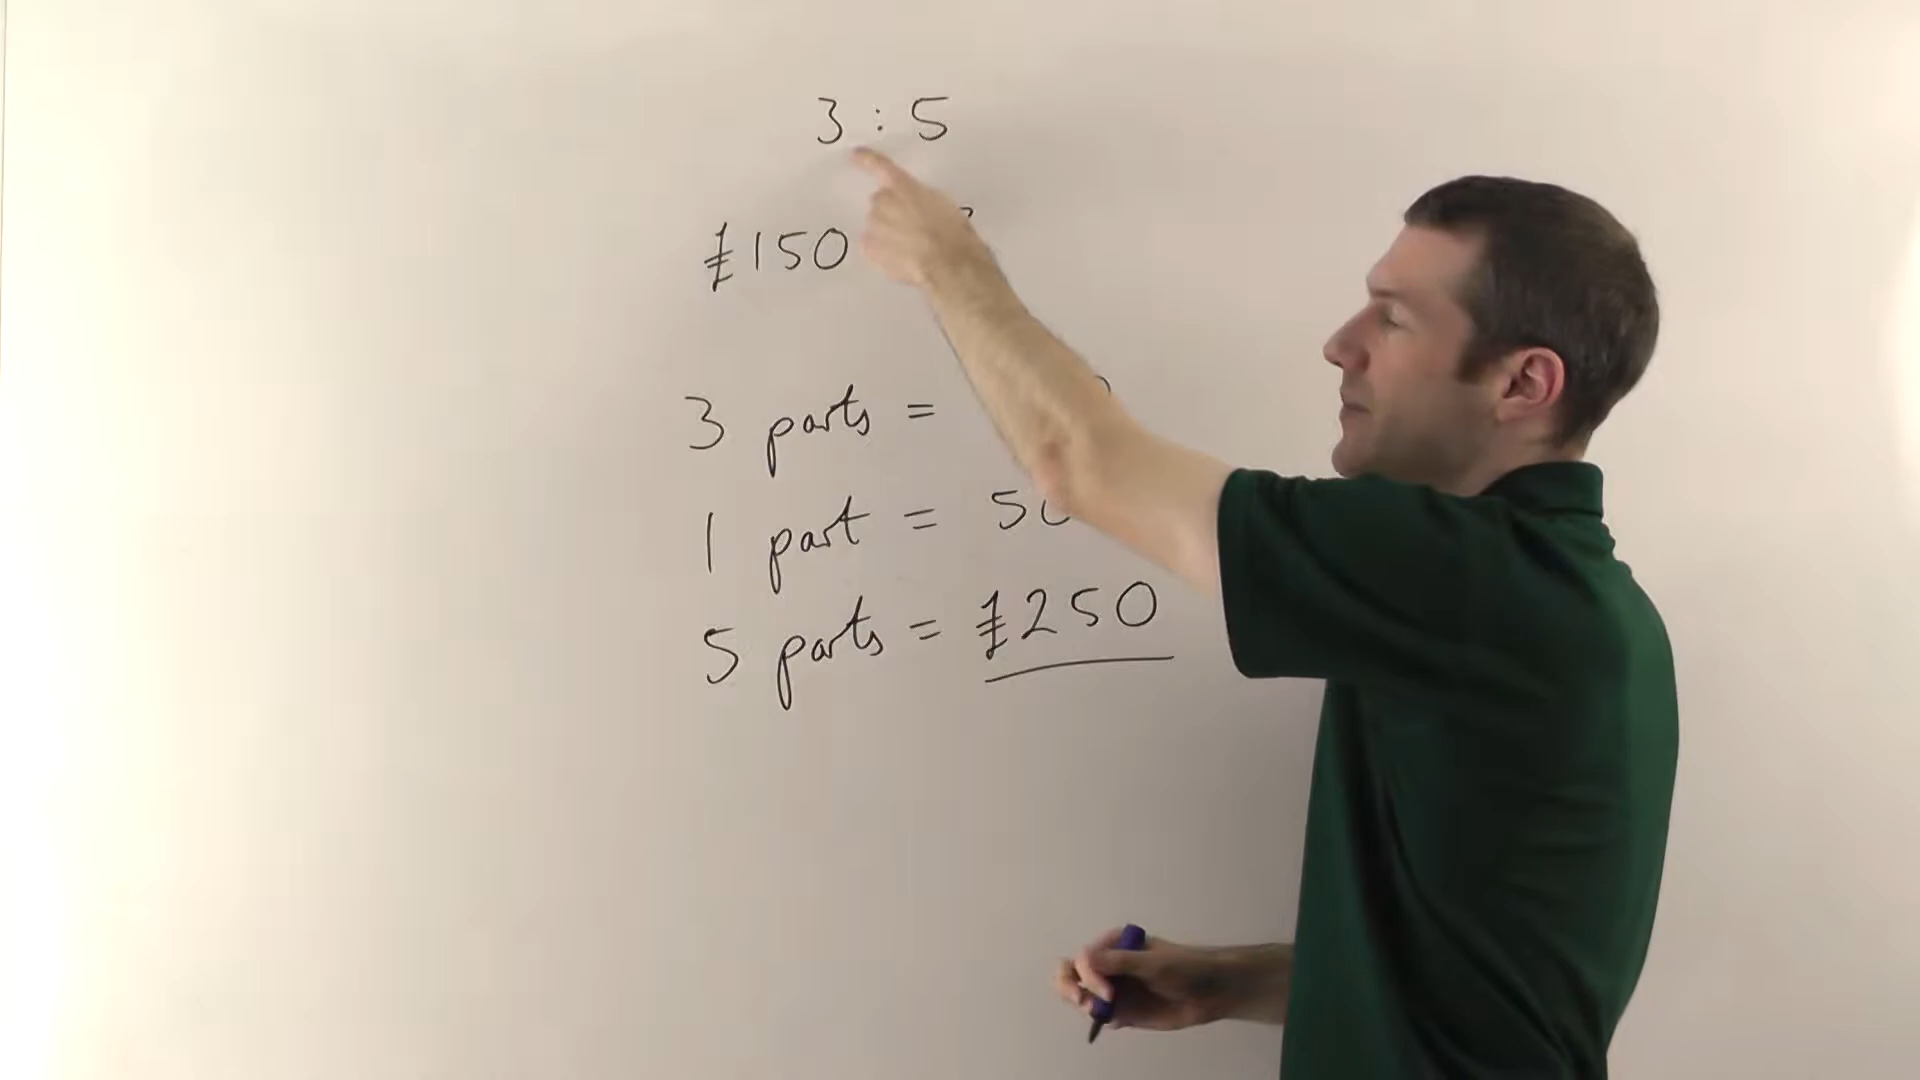 3 : 5
£150
3 parts =
1 part = 50
5 parts = £250